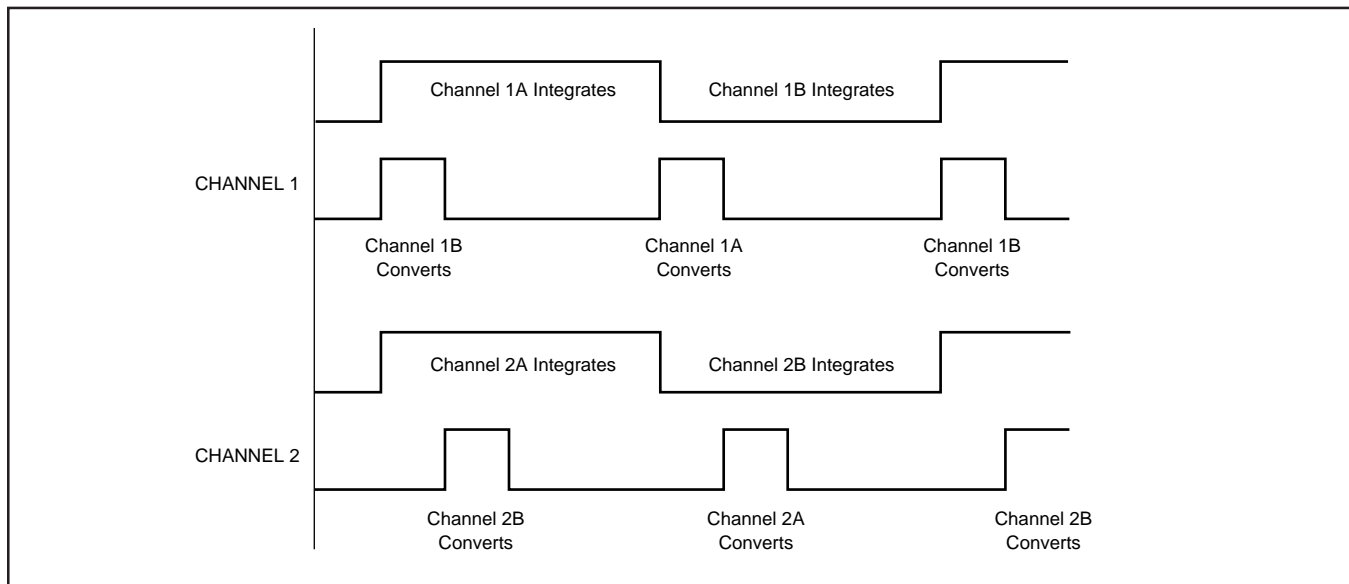 Channel 1A Integrates
Channel 1B Integrates
CHANNEL 1
Channel 1B
Converts
Channel 1A
Converts
Channel 1B
Converts
Channel 2A Integrates
Channel 2B Integrates
CHANNEL 2
Channel 2B
Converts
Channel 2A
Converts
Channel 2B
Converts